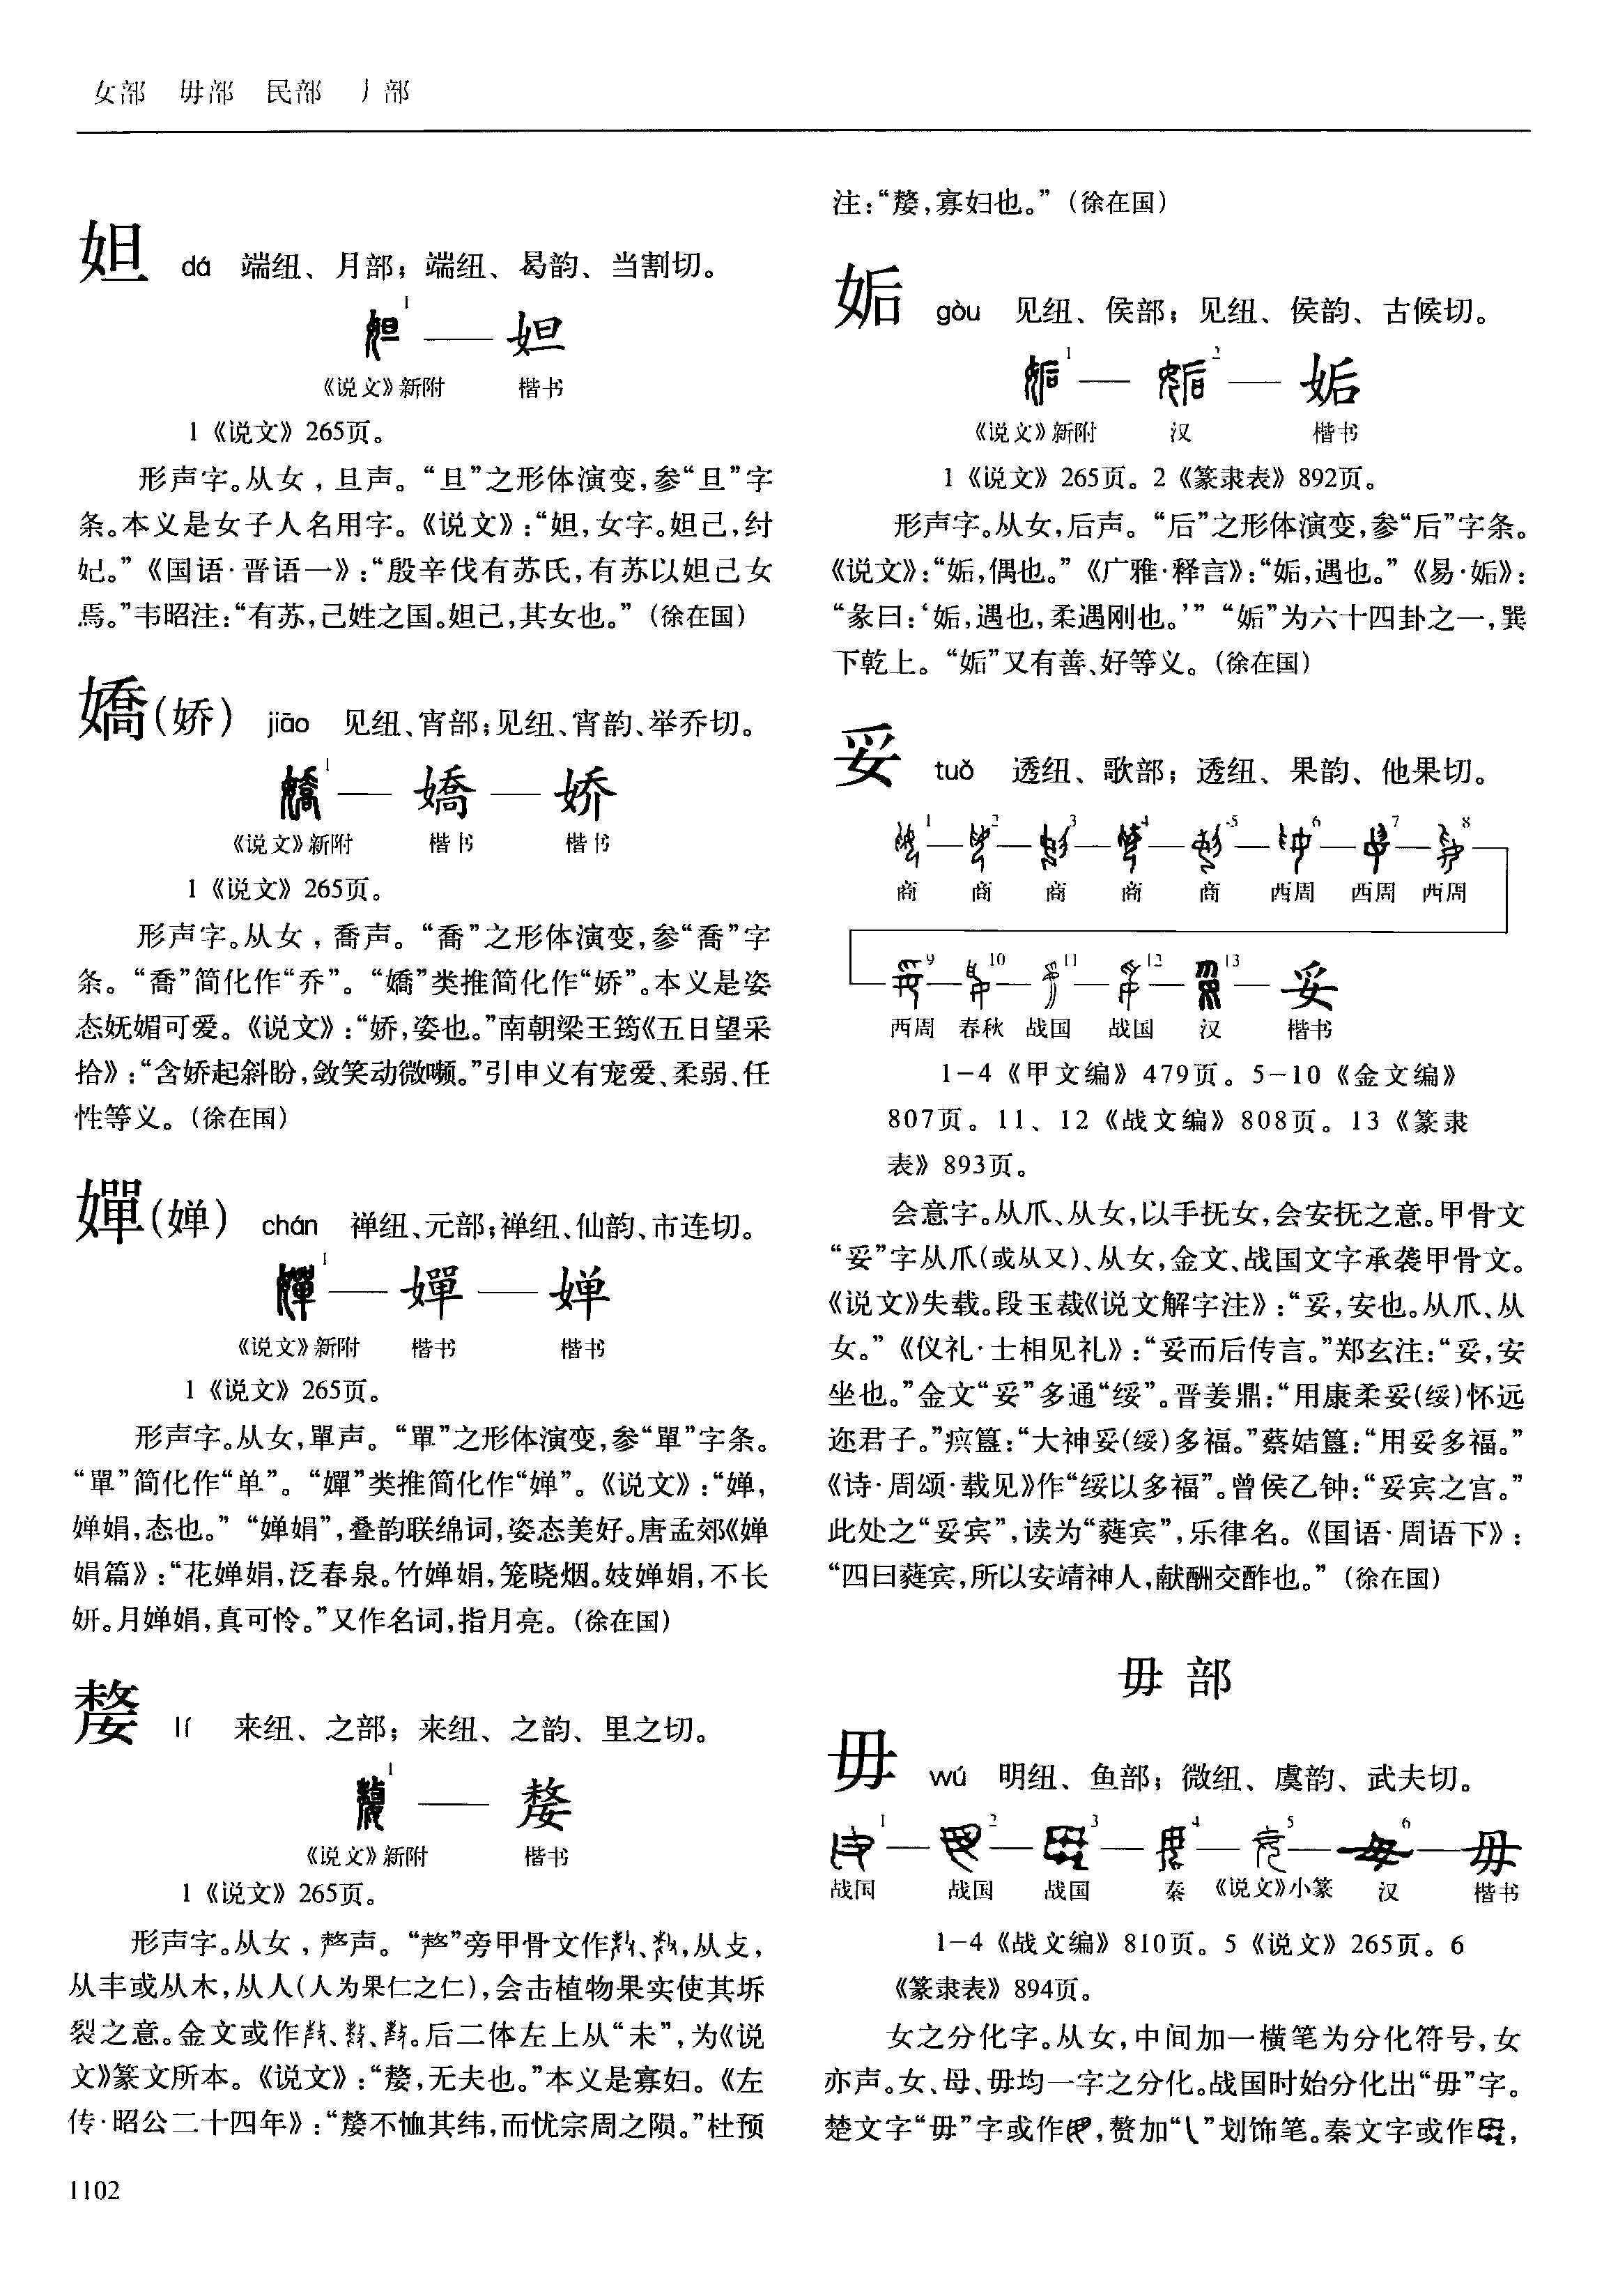 女部　毋部　民部　丿部
妲　dá　端纽、月部；端纽、曷韵、当割切。
1
妲
《说文》新附　楷书
1《说文》265页。
形声字。从女，旦声。“旦”之形体演变，参“旦”字
条。本义是女子人名用字。《说文》：“妲，女字。妲己，纣
妃。”《国语·晋语一》：“殷辛伐有苏氏，有苏以妲己女
焉。”韦昭注：“有苏，己姓之国。妲己，其女也。”（徐在国）
嬌（娇）　jiāo　见纽、宵部；见纽、宵韵、举乔切。
1
嬌　娇
《说文》新附　楷书　楷书
1《说文》265页。
形声字。从女，喬声。“喬”之形体演变，参“喬”字
条。“喬”简化作“乔”。“嬌”类推简化作“娇”。本义是姿
态妩媚可爱。《说文》：“娇，姿也。”南朝梁王筠《五日望采
拾》：“含娇起斜盼，敛笑动微嚬。”引申义有宠爱、柔弱、任
性等义。（徐在国）
嬋（婵）　chán　禅纽、元部；禅纽、仙韵、市连切。
1
嬋　婵
《说文》新附　楷书　楷书
1《说文》265页。
形声字。从女，單声。“單”之形体演变，参“單”字条。
“單”简化作“单”。“嬋”类推简化作“婵”。《说文》：“婵，
婵娟，态也。”“婵娟”，叠韵联绵词，姿态美好。唐孟郊《婵
娟篇》：“花婵娟，泛春泉。竹婵娟，笼晓烟。妓婵娟，不长
妍。月婵娟，真可怜。”又作名词，指月亮。（徐在国）
嫠　lí　来纽、之部；来纽、之韵、里之切。
1
嫠
《说文》新附　楷书
1《说文》265页。
形声字。从女，𠩺声。“𠩺”旁甲骨文作、，从攴，
从丰或从木，从人（人为果仁之仁），会击植物果实使其坼
裂之意。金文或作、、。后二体左上从“未”，为《说
文》篆文所本。《说文》：“嫠，无夫也。”本义是寡妇。《左
传·昭公二十四年》：“嫠不恤其纬，而忧宗周之陨。”杜预
1102
注：“嫠，寡妇也。”（徐在国）
姤　gòu　见纽、侯部；见纽、侯韵、古候切。
1　2
姤
《说文》新附　汉　楷书
1《说文》265页。2《篆隶表》892页。
形声字。从女，后声。“后”之形体演变，参“后”字条。
《说文》：“姤，偶也。”《广雅·释言》：“姤，遇也。”《易·姤》：
“彖曰：‘姤，遇也，柔遇刚也。’”“姤”为六十四卦之一，巽
下乾上。“姤”又有善、好等义。（徐在国）
妥　tuǒ　透纽、歌部；透纽、果韵、他果切。
1　2　3　4　5　6　7　8
商　商　商　商　商　西周　西周　西周
9　10　11　12　13　妥
西周　春秋　战国　战国　汉　楷书
1－4《甲文编》479页。5－10《金文编》
807页。11、12《战文编》808页。13《篆隶
表》893页。
会意字。从爪、从女，以手抚女，会安抚之意。甲骨文
“妥”字从爪（或从又）、从女，金文、战国文字承袭甲骨文。
《说文》失载。段玉裁《说文解字注》：“妥，安也。从爪、从
女。”《仪礼·士相见礼》：“妥而后传言。”郑玄注：“妥，安
坐也。”金文“妥”多通“绥”。晋姜鼎：“用康柔妥（绥）怀远
迩君子。”𤼈簋：“大神妥（绥）多福。”蔡姞簋：“用妥多福。”
《诗·周颂·载见》作“绥以多福”。曾侯乙钟：“妥宾之宫。”
此处之“妥宾”，读为“蕤宾”，乐律名。《国语·周语下》：
“四曰蕤宾，所以安靖神人，献酬交酢也。”（徐在国）
毋部
毋　wú　明纽、鱼部；微纽、虞韵、武夫切。
1　2　3　4　5　6　毋
战国　战国　战国　秦　《说文》小篆　汉　楷书
1－4《战文编》810页。5《说文》265页。6
《篆隶表》894页。
女之分化字。从女，中间加一横笔为分化符号，女
亦声。女、母、毋均一字之分化。战国时始分化出“毋”字。
楚文字“毋”字或作，赘加“乀”划饰笔。秦文字或作，